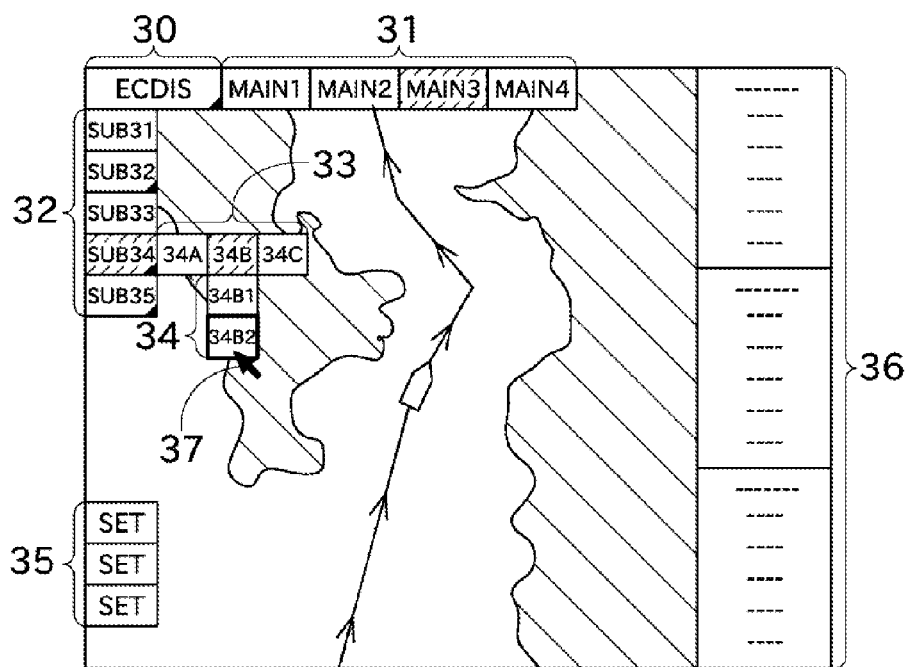 30 31
ECDIS MAIN1 MAIN2 MAIN3 MAIN4
SUB31
SUB32
33
32
SUB33
SUB34 34A 34B 34C
SUB35 34B1
34
34B2
36
37
SET
SET
35
SET